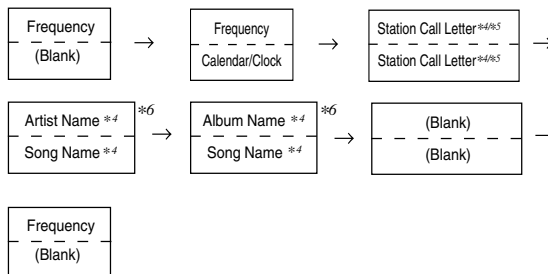 Frequency
(Blank)
Frequency
Calendar/Clock
Station Call Letter*4/*5
Station Call Letter*4/*5
Artist Name *4
Song Name *4
*6
Album Name *4
Song Name *4
*6
(Blank)
(Blank)
Frequency
(Blank)